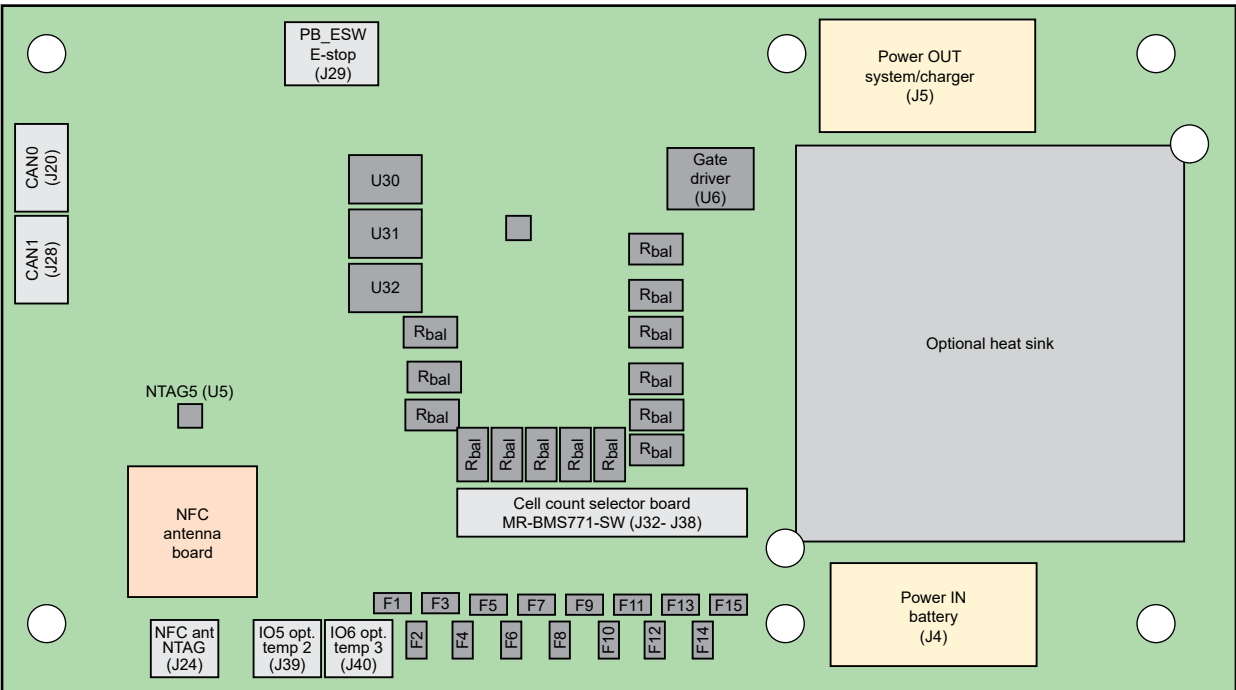 PB_ESW
E-stop
(J29)
Power OUT
system/charger
(J5)
CAN0
(J20)
CAN1
(J28)
U30
U31
U32
Gate
driver
(U6)
Rbal
Rbal
Rbal
Rbal
Rbal
Rbal
Rbal
Rbal
Rbal
Rbal
Rbal
Rbal
Rbal
Rbal
Optional heat sink
NTAG5 (U5)
NFC
antenna
board
Cell count selector board
MR-BMS771-SW (J32- J38)
Power IN
battery
(J4)
NFC ant
NTAG
(J24)
IO5 opt.
temp 2
(J39)
IO6 opt.
temp 3
(J40)
F1 F3 F5 F7 F9 F11 F13 F15
F2 F4 F6 F8 F10 F12 F14